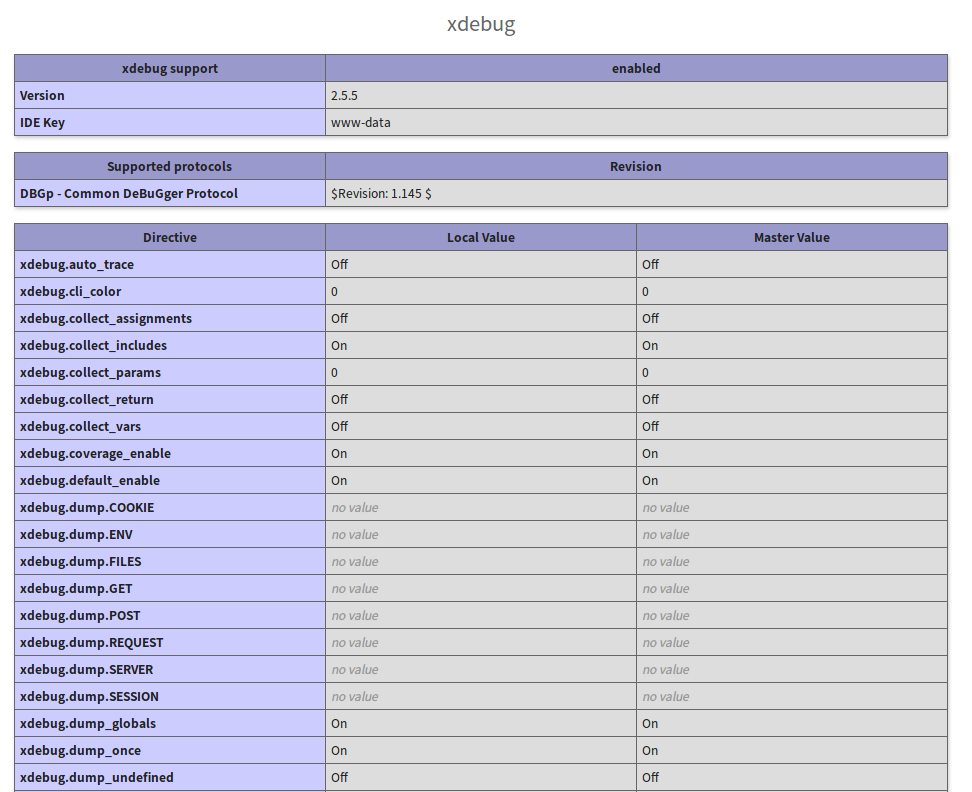 xdebug
xdebug support enabled
Version 2.5.5
IDE Key www-data
Supported protocols Revision
DBGp - Common DeBuGger Protocol $Revision: 1.145 $
Directive Local Value Master Value
xdebug.auto_trace Off Off
xdebug.cli_color 0 0
xdebug.collect_assignments Off Off
xdebug.collect_includes On On
xdebug.collect_params 0 0
xdebug.collect_return Off Off
xdebug.collect_vars Off Off
xdebug.coverage_enable On On
xdebug.default_enable On On
xdebug.dump.COOKIE no value no value
xdebug.dump.ENV no value no value
xdebug.dump.FILES no value no value
xdebug.dump.GET no value no value
xdebug.dump.POST no value no value
xdebug.dump.REQUEST no value no value
xdebug.dump.SERVER no value no value
xdebug.dump.SESSION no value no value
xdebug.dump_globals On On
xdebug.dump_once On On
xdebug.dump_undefined Off Off